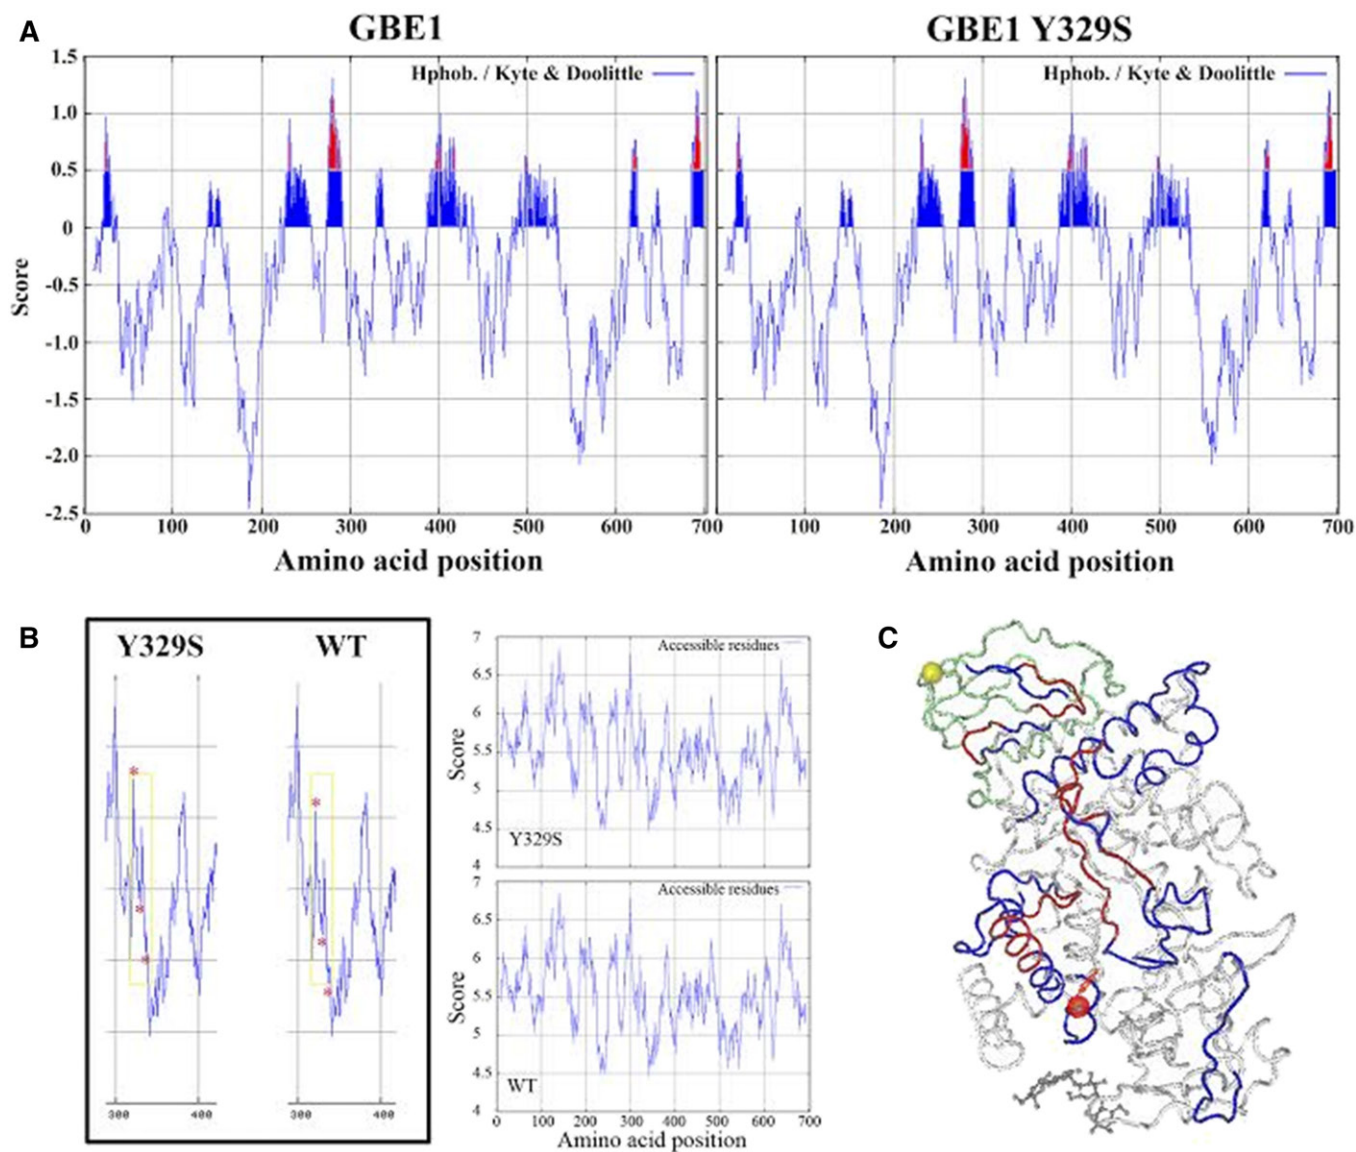 A
GBE1
GBE1 Y329S
Hphob. / Kyte & Doolittle
Hphob. / Kyte & Doolittle
1.5
1.0
0.5
0
-0.5
-1.0
-1.5
-2.0
-2.5
Score
0 100 200 300 400 500 600 700
0 100 200 300 400 500 600 700
Amino acid position
Amino acid position
B
Y329S
WT
* * *
* * *
300 400
300 400
7
6.5
6
5.5
5
4.5
4
Score
Accessible residues
Y329S
7
6.5
6
5.5
5
4.5
4
Score
Accessible residues
WT
0 100 200 300 400 500 600 700
Amino acid position
C